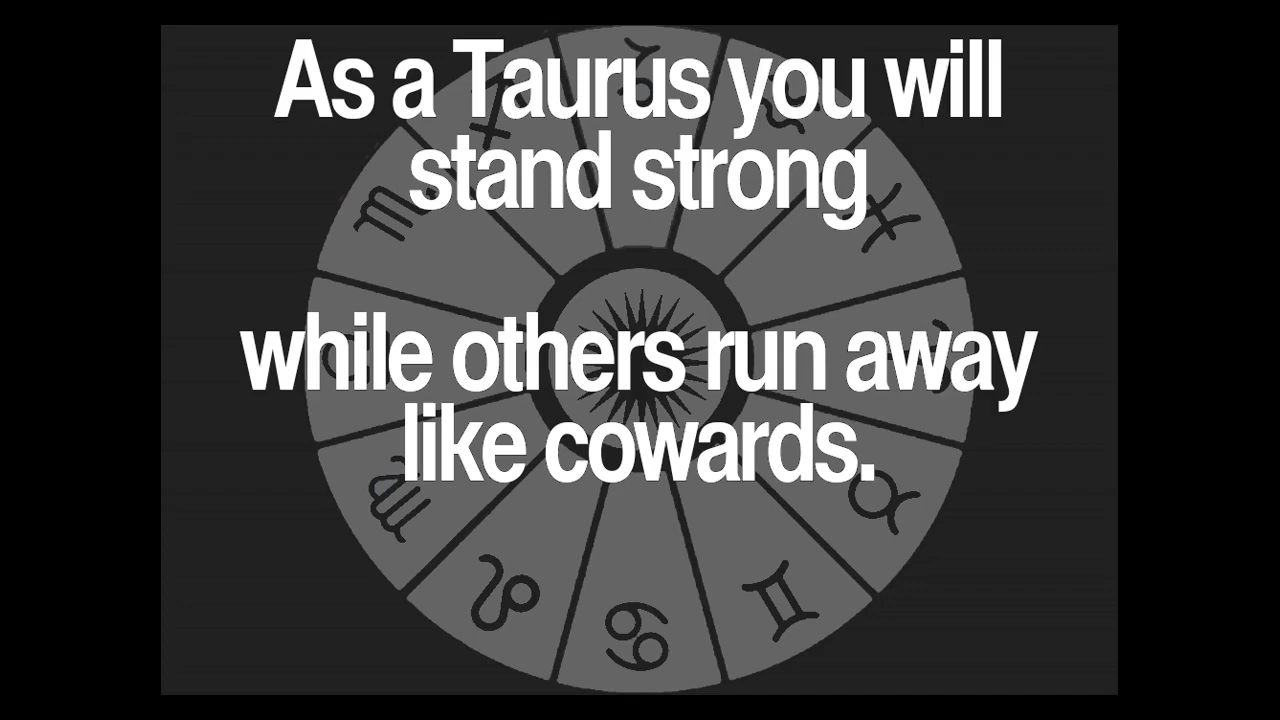 As a Taurus you will
stand strong
while others run away
like cowards.